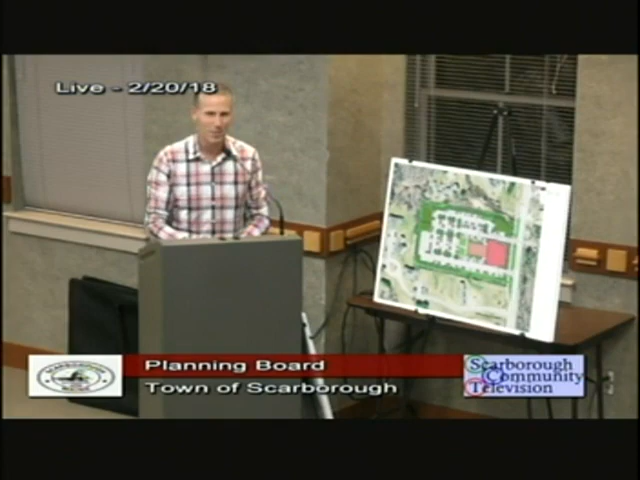 Live - 2/20/18
Planning Board
Town of Scarborough
Scarborough
Community
Television